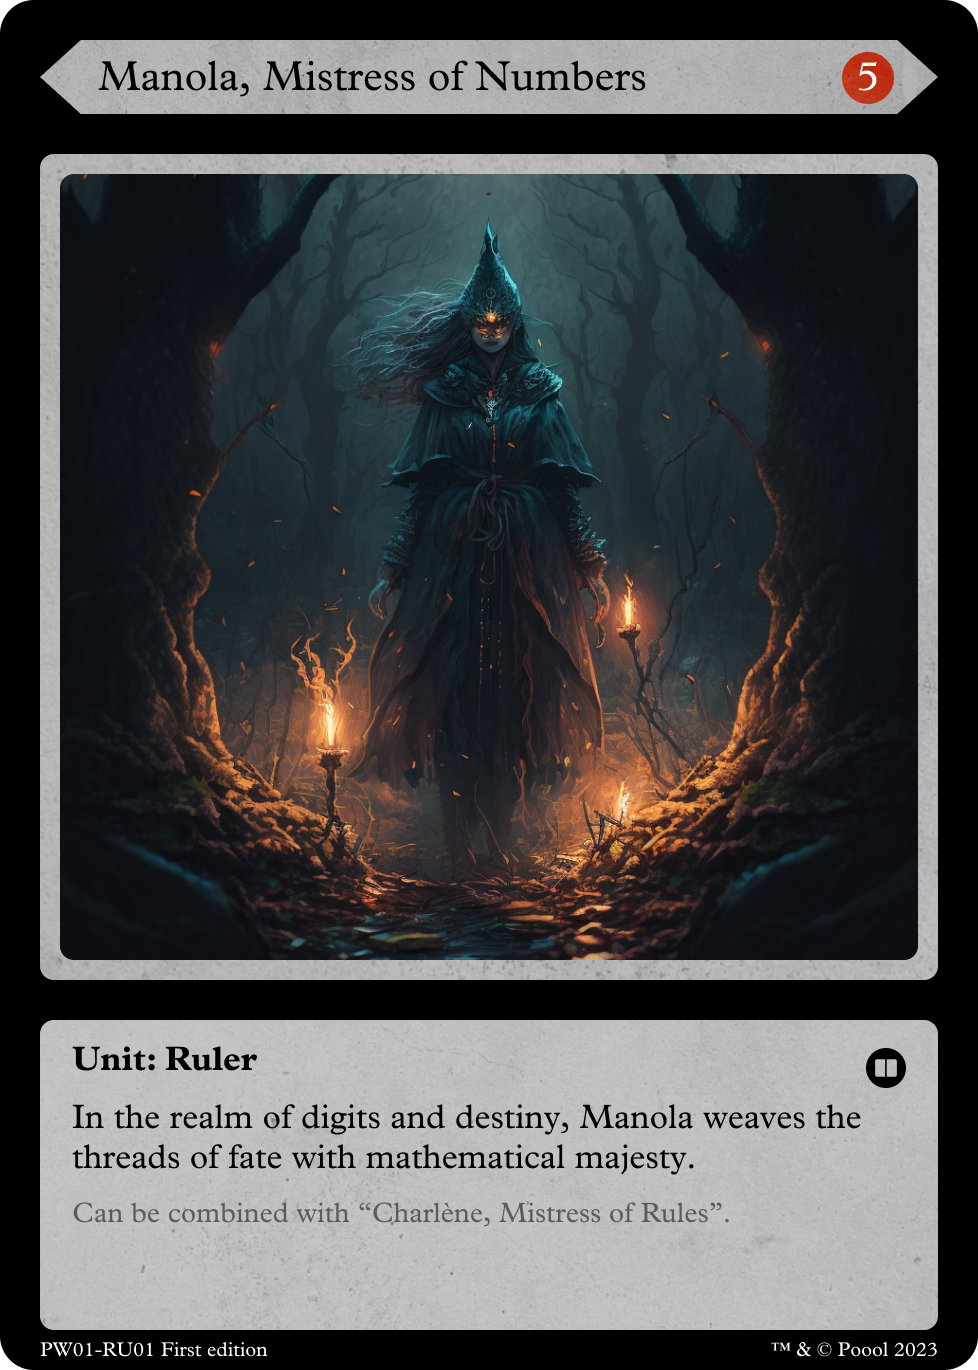 Manola, Mistress of Numbers
5
Unit: Ruler
In the realm of digits and destiny, Manola weaves the
threads of fate with mathematical majesty.
Can be combined with “Charlène, Mistress of Rules”.
PW01-RU01 First edition
™ & © Poool 2023